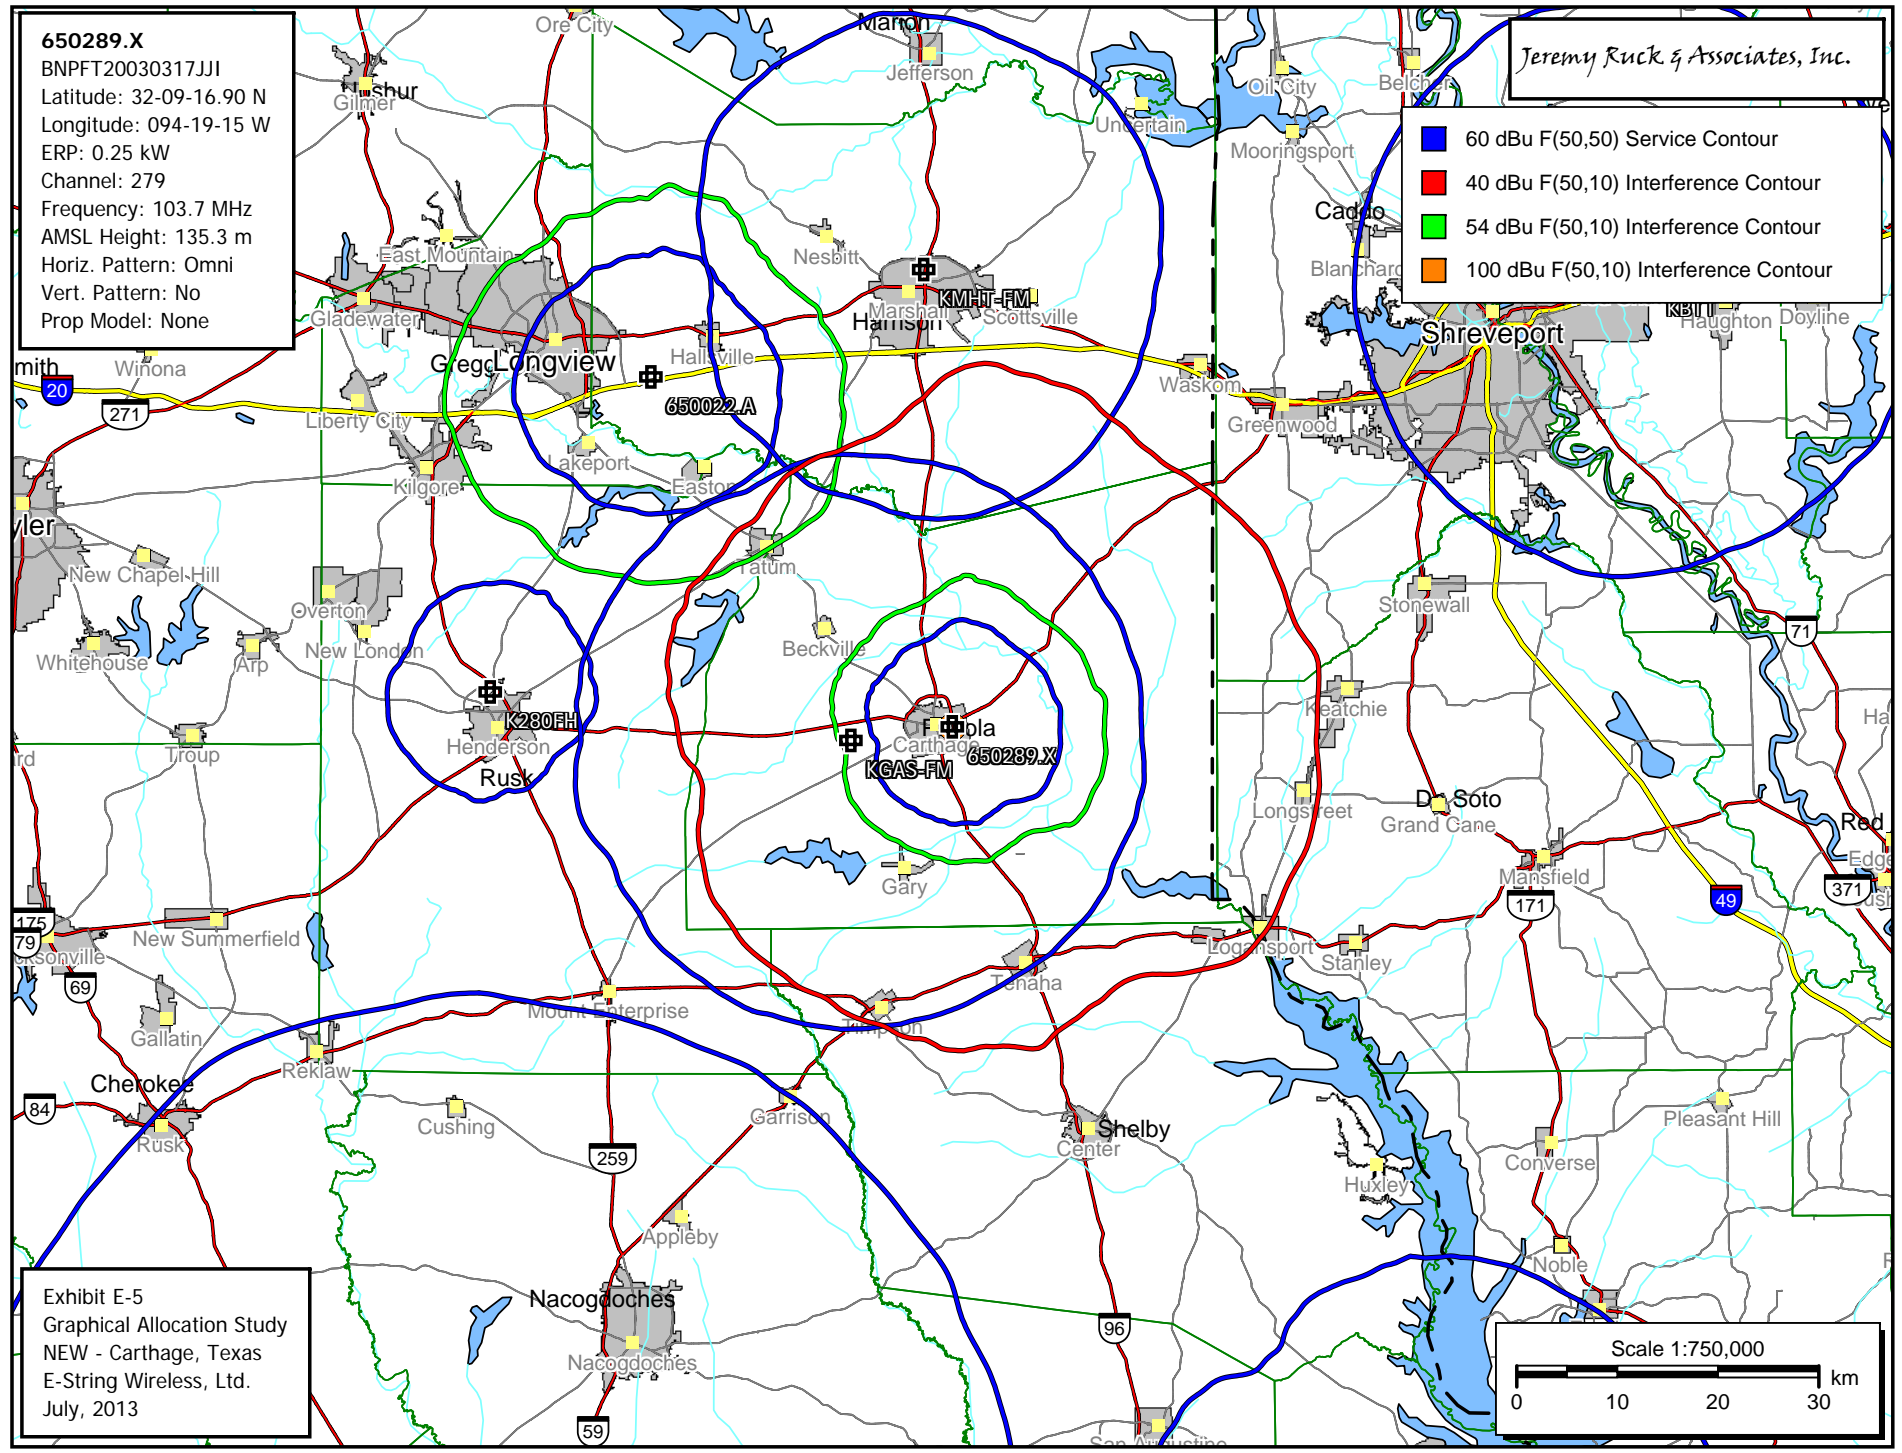 650289.X
BNPFT20030317JJI
Latitude: 32-09-16.90 N
Longitude: 094-19-15 W
ERP: 0.25 kW
Channel: 279
Frequency: 103.7 MHz
AMSL Height: 135.3 m
Horiz. Pattern: Omni
Vert. Pattern: No
Prop Model: None
Jeremy Ruck & Associates, Inc.
60 dBu F(50,50) Service Contour
40 dBu F(50,10) Interference Contour
54 dBu F(50,10) Interference Contour
100 dBu F(50,10) Interference Contour
Ore City
Marion
Jefferson
Gilmer
Uncertain
Oil City
Belcher
Mooringsport
Caddo
Blanchard
East Mountain
Nesbitt
Gladewater
KMHT-FM
Marshall
Scottsville
Harrison
Shreveport
Haughton
Doyline
Winona
20
271
Gregg
Longview
Hallsville
650022.A
Waskom
Greenwood
Liberty City
Lakeport
Kilgore
Easton
Tatum
New Chapel Hill
Overton
New London
Whitehouse
Arp
Stonewall
71
Beckville
K280FH
Henderson
Rusk
Carthage
650289.X
KGAS-FM
Keatchie
Troup
Longstreet
De Soto
Grand Cane
Gary
Mansfield
171
49
371
Red
175
79
69
New Summerfield
Logansport
Stanley
Tenaha
Mount Enterprise
Timpson
Gallatin
Reklaw
Cherokee
84
Rusk
Cushing
Garrison
Shelby
Center
Pleasant Hill
Converse
Huxley
259
Appleby
Noble
Nacogdoches
Nacogdoches
96
59
San Augustine
Exhibit E-5
Graphical Allocation Study
NEW - Carthage, Texas
E-String Wireless, Ltd.
July, 2013
Scale 1:750,000
km
0 10 20 30